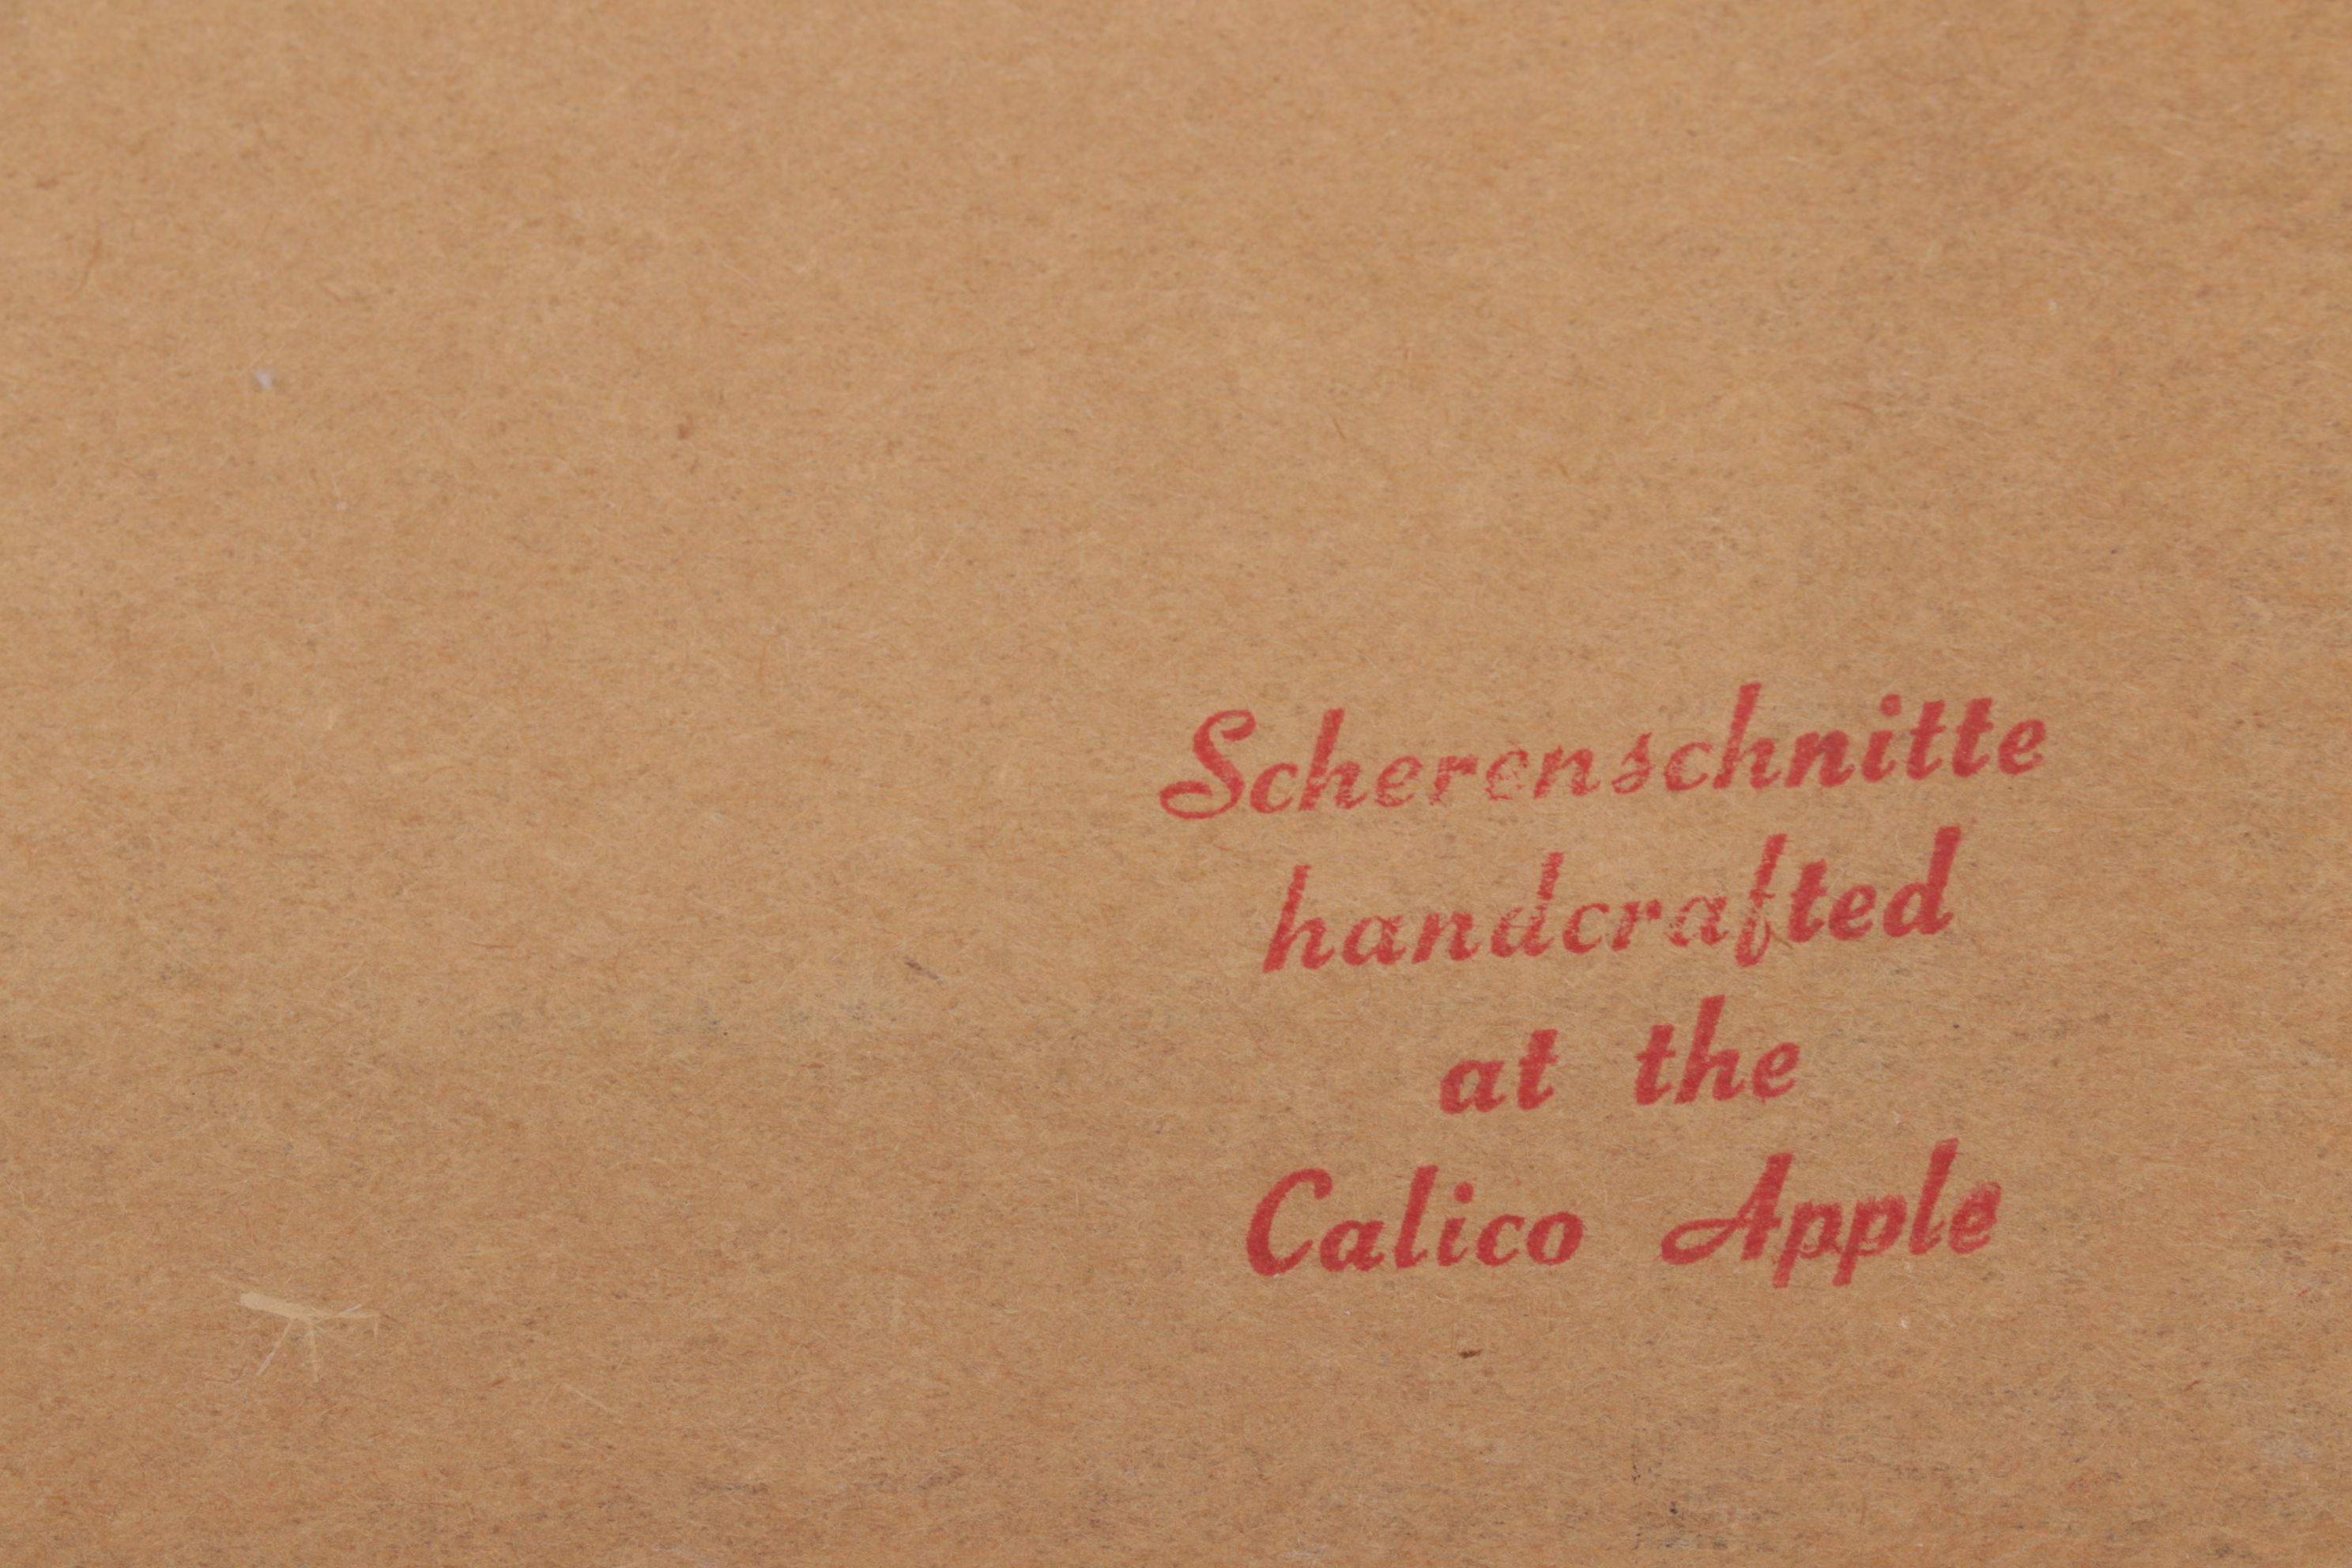 Scherenschnitte
handcrafted
at the
Calico Apple